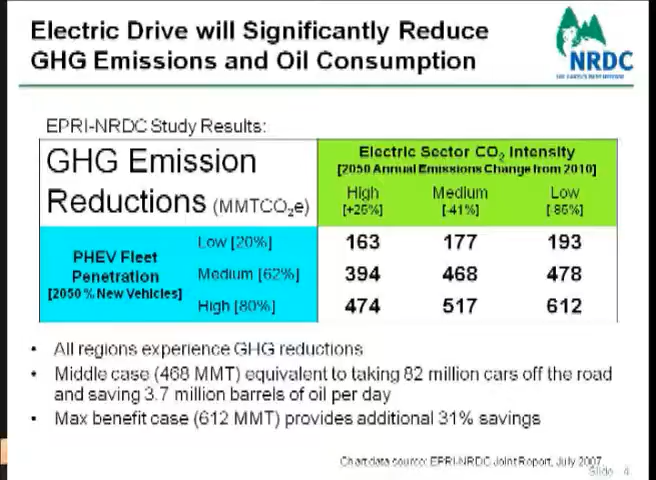 Electric Drive will Significantly Reduce
GHG Emissions and Oil Consumption
NRDC
EPRI-NRDC Study Results:
GHG Emission
Reductions (MMTCO₂e)
Electric Sector CO₂ Intensity
[2050 Annual Emissions Change from 2010]
High Medium Low
[+25%] [-41%] [-85%]
PHEV Fleet
Penetration
[2050 % New Vehicles]
Low [20%] 163 177 193
Medium [62%] 394 468 478
High [80%] 474 517 612
• All regions experience GHG reductions
• Middle case (468 MMT) equivalent to taking 82 million cars off the road
and saving 3.7 million barrels of oil per day
• Max benefit case (612 MMT) provides additional 31% savings
Chart data source: EPRI-NRDC Joint Report, July 2007
Slide 4